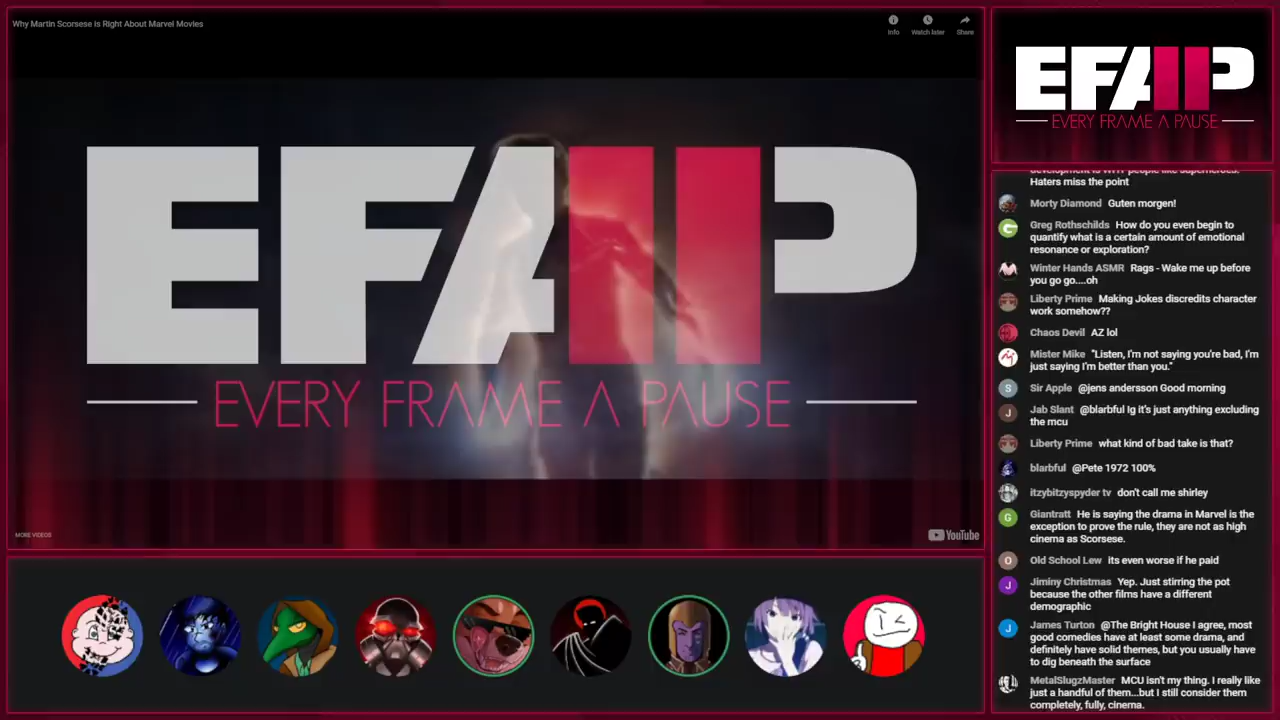 Why Martin Scorsese is Right About Marvel Movies
Info
Watch later
Share
EFAP
EVERY FRAME A PAUSE
MORE VIDEOS
YouTube
EFAP
EVERY FRAME A PAUSE
Haters miss the point
Morty Diamond Guten morgen!
Greg Rothschilds How do you even begin to
quantify what is a certain amount of emotional
resonance or exploration?
Winter Hands ASMR Rags - Wake me up before
you go go....oh
Liberty Prime Making Jokes discredits character
work somehow??
Chaos Devil AZ lol
Mister Mike "Listen, I'm not saying you're bad, I'm
just saying I'm better than you."
Sir Apple @jens andersson Good morning
Jab Slant @blarbful Ig it's just anything excluding
the mcu
Liberty Prime what kind of bad take is that?
blarbful @Pete 1972 100%
itzybitzyspyder tv don't call me shirley
Giantratt He is saying the drama in Marvel is the
exception to prove the rule, they are not as high
cinema as Scorsese.
Old School Lew its even worse if he paid
Jiminy Christmas Yep. Just stirring the pot
because the other films have a different
demographic
James Turton @The Bright House I agree, most
good comedies have at least some drama, and
definitely have solid themes, but you usually have
to dig beneath the surface
MetalSlugzMaster MCU isn't my thing. I really like
just a handful of them...but I still consider them
completely, fully, cinema.